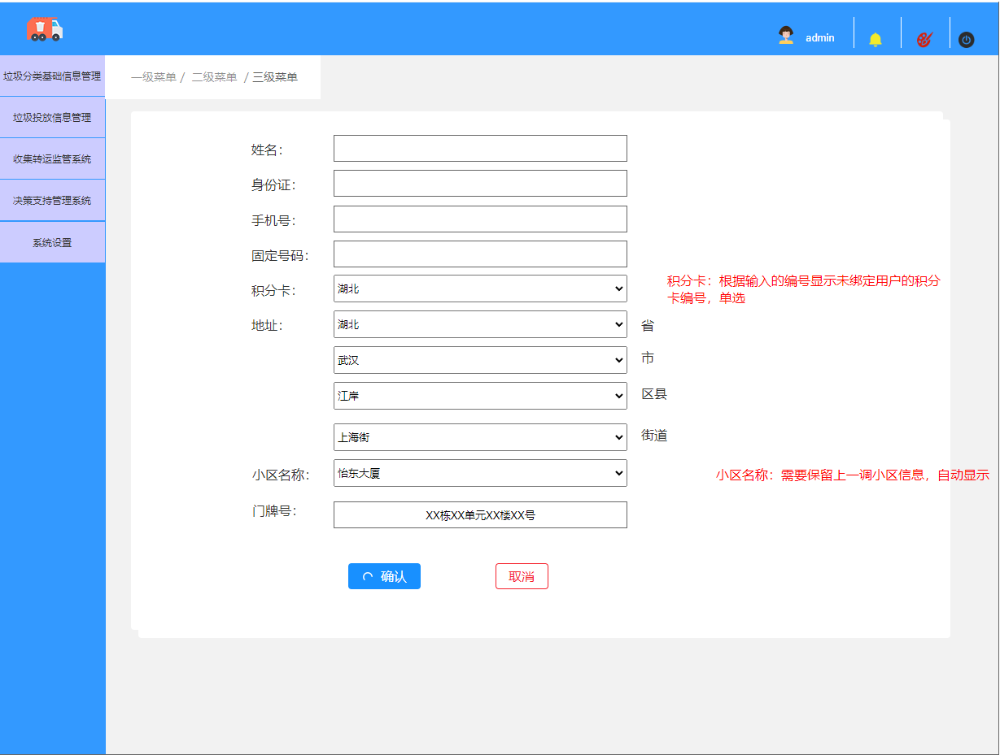 admin
垃圾分类基础信息管理
一级菜单 / 二级菜单 / 三级菜单
垃圾投放信息管理
收集转运监管系统
决策支持管理系统
系统设置
姓名：
身份证：
手机号：
固定号码：
积分卡： 湖北
积分卡：根据输入的编号显示未绑定用户的积分
卡编号，单选
地址： 湖北 省
武汉 市
江岸 区县
上海街 街道
小区名称： 怡东大厦
小区名称：需要保留上一调小区信息，自动显示
门牌号： XX栋XX单元XX楼XX号
确认 取消